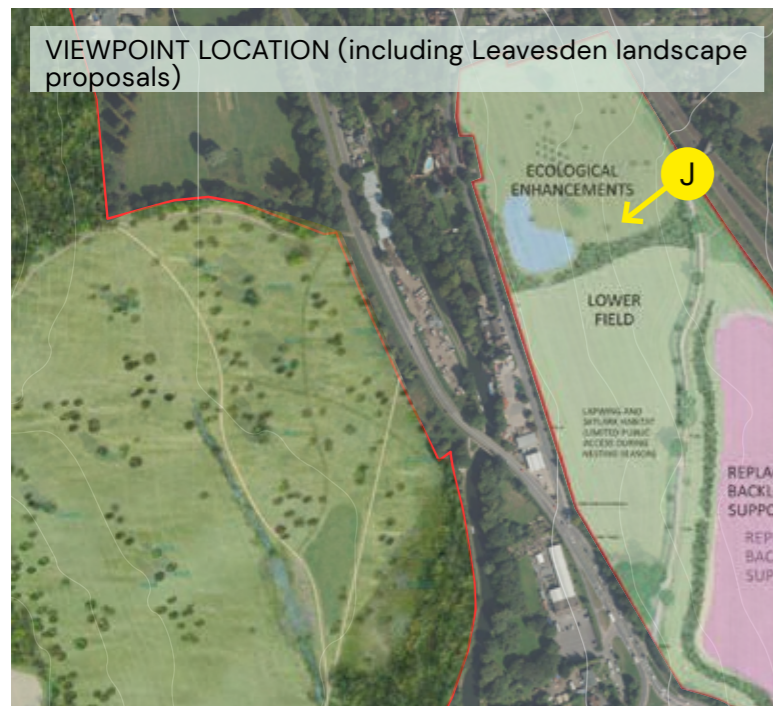 VIEWPOINT LOCATION (including Leavesden landscape
proposals)
J
ECOLOGICAL
ENHANCEMENTS
LOWER
FIELD
LAPWING AND
SKYLARK HABITAT
(LIMITED PUBLIC
ACCESS DURING
NESTING SEASON)
REPLA
BACKL
SUPPO
REP
BAC
SUP